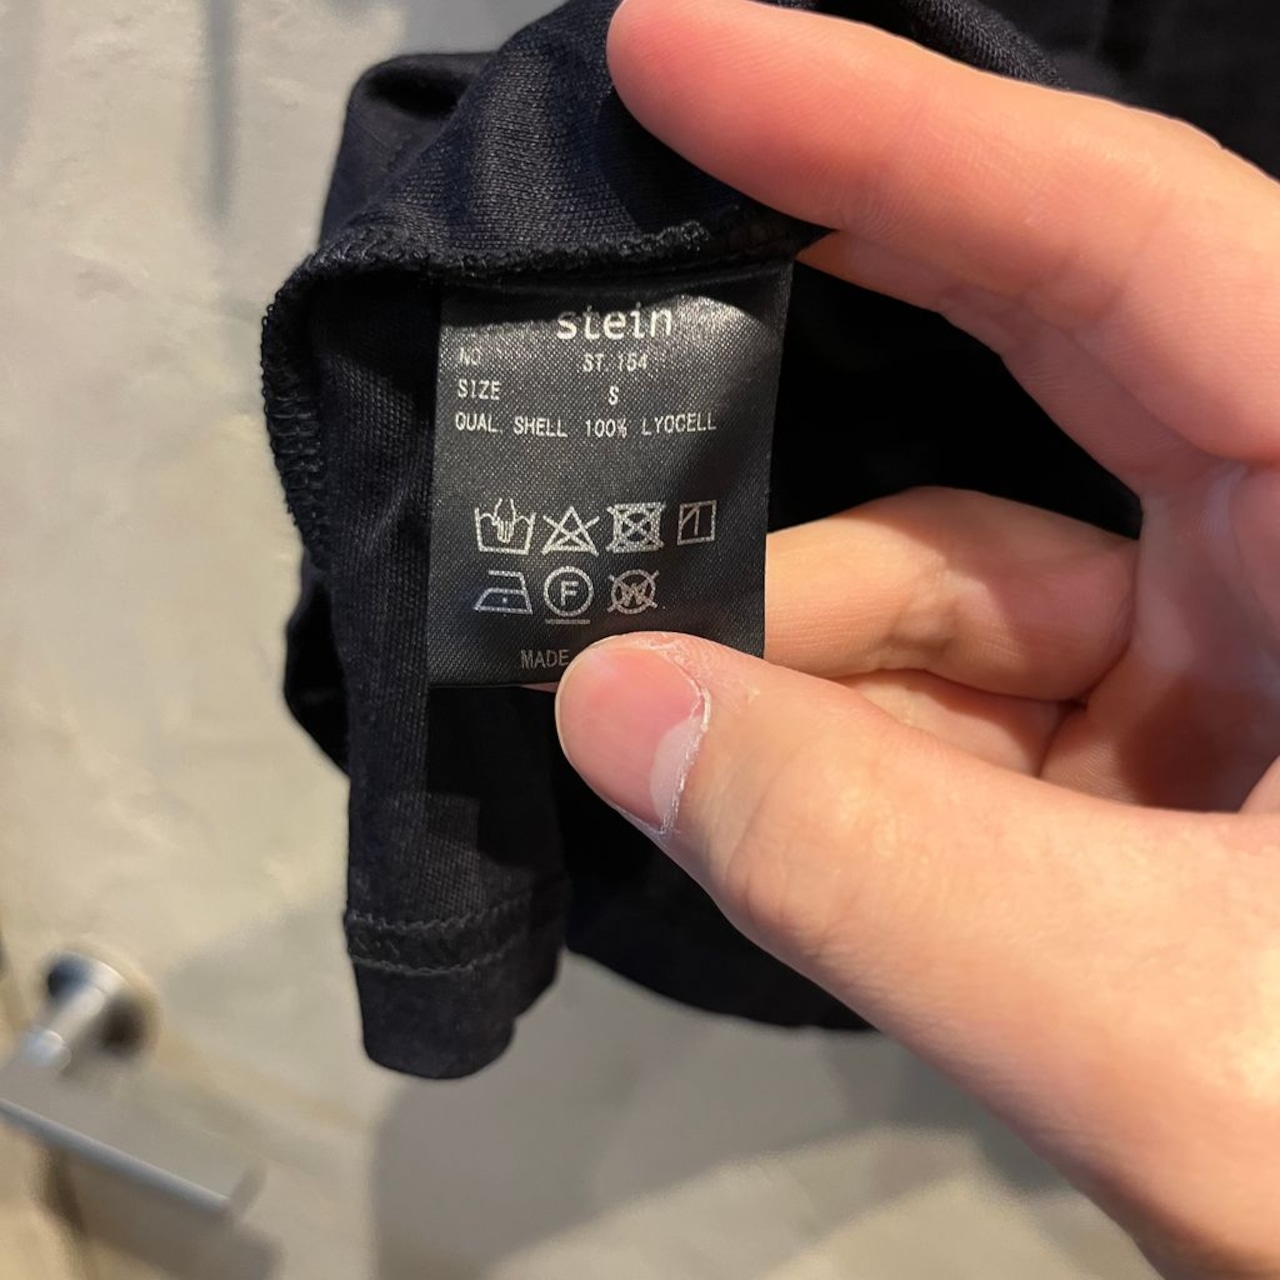 stein
NO. ST.154
SIZE S
QUAL. SHELL 100% LYOCELL
F
W
MADE